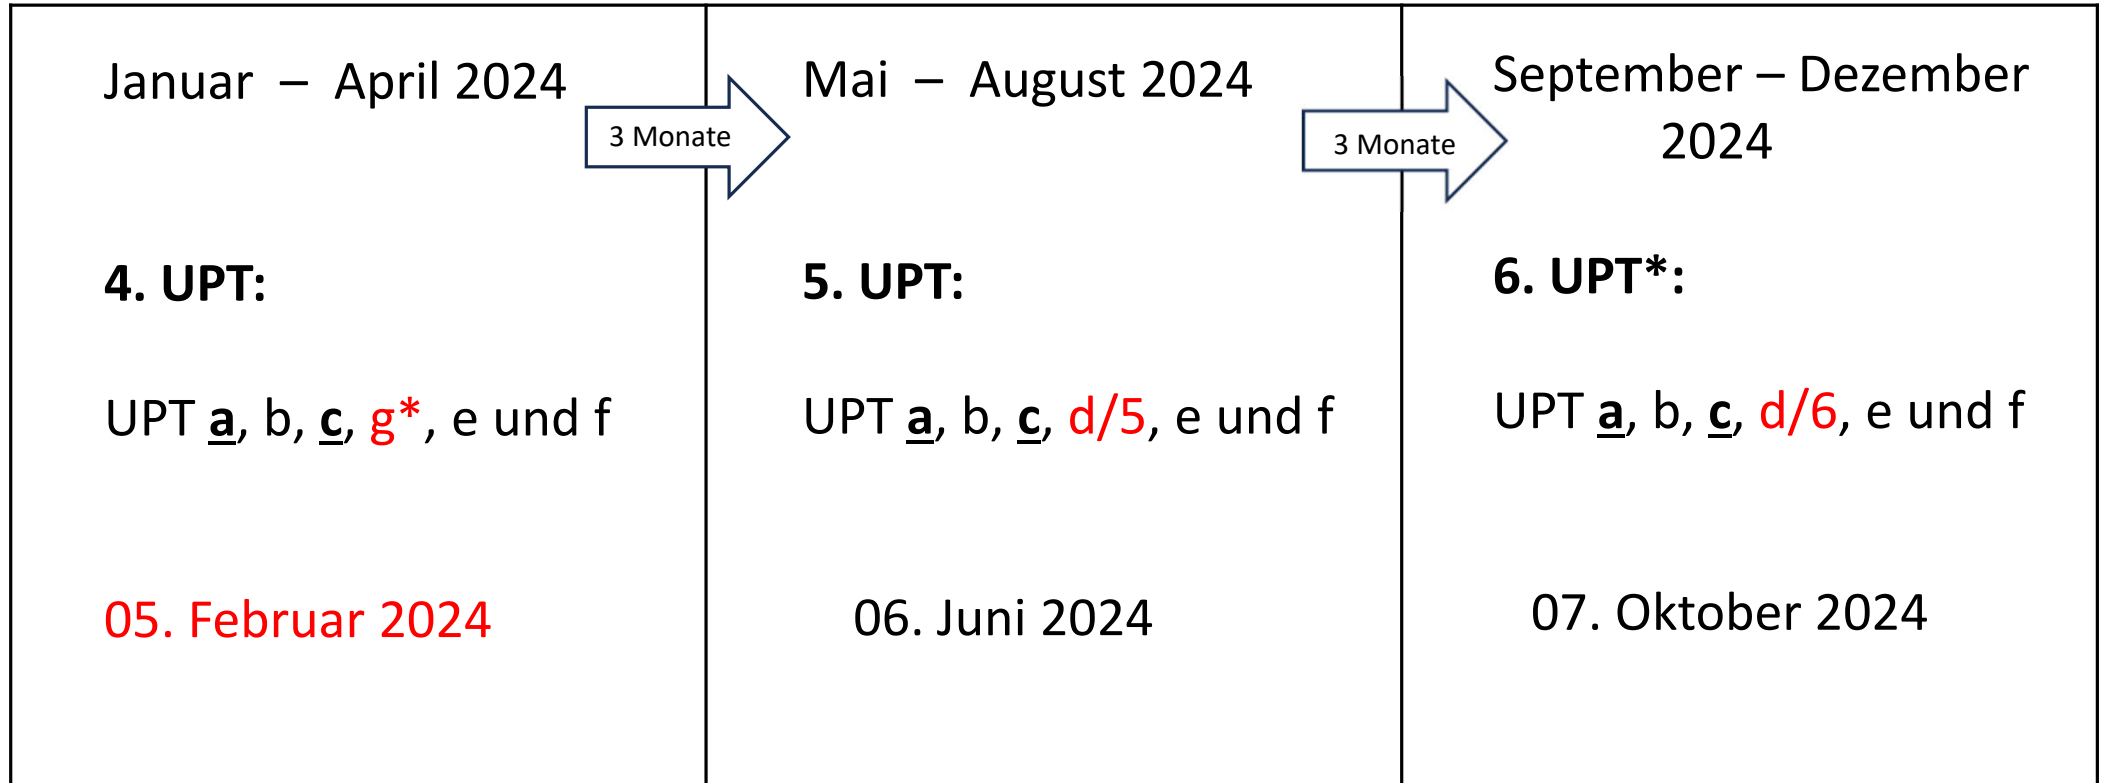 Januar – April 2024
3 Monate
4. UPT:
UPT a, b, c, g*, e und f
05. Februar 2024
Mai – August 2024
3 Monate
5. UPT:
UPT a, b, c, d/5, e und f
06. Juni 2024
September – Dezember
2024
6. UPT*:
UPT a, b, c, d/6, e und f
07. Oktober 2024